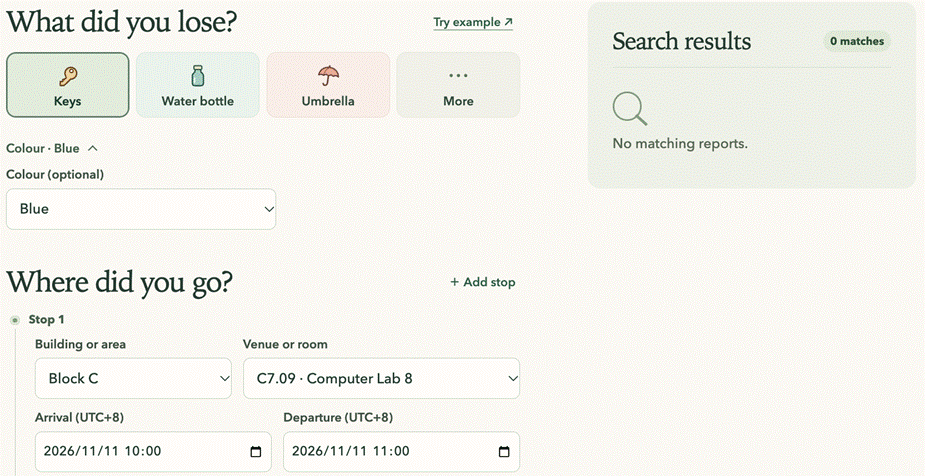 What did you lose?
Try example ↗
Keys
Water bottle
Umbrella
More
Colour · Blue
Colour (optional)
Blue
Where did you go?
+ Add stop
Stop 1
Building or area
Venue or room
Block C
C7.09 · Computer Lab 8
Arrival (UTC+8)
Departure (UTC+8)
2026/11/11 10:00
2026/11/11 11:00
Search results
0 matches
No matching reports.